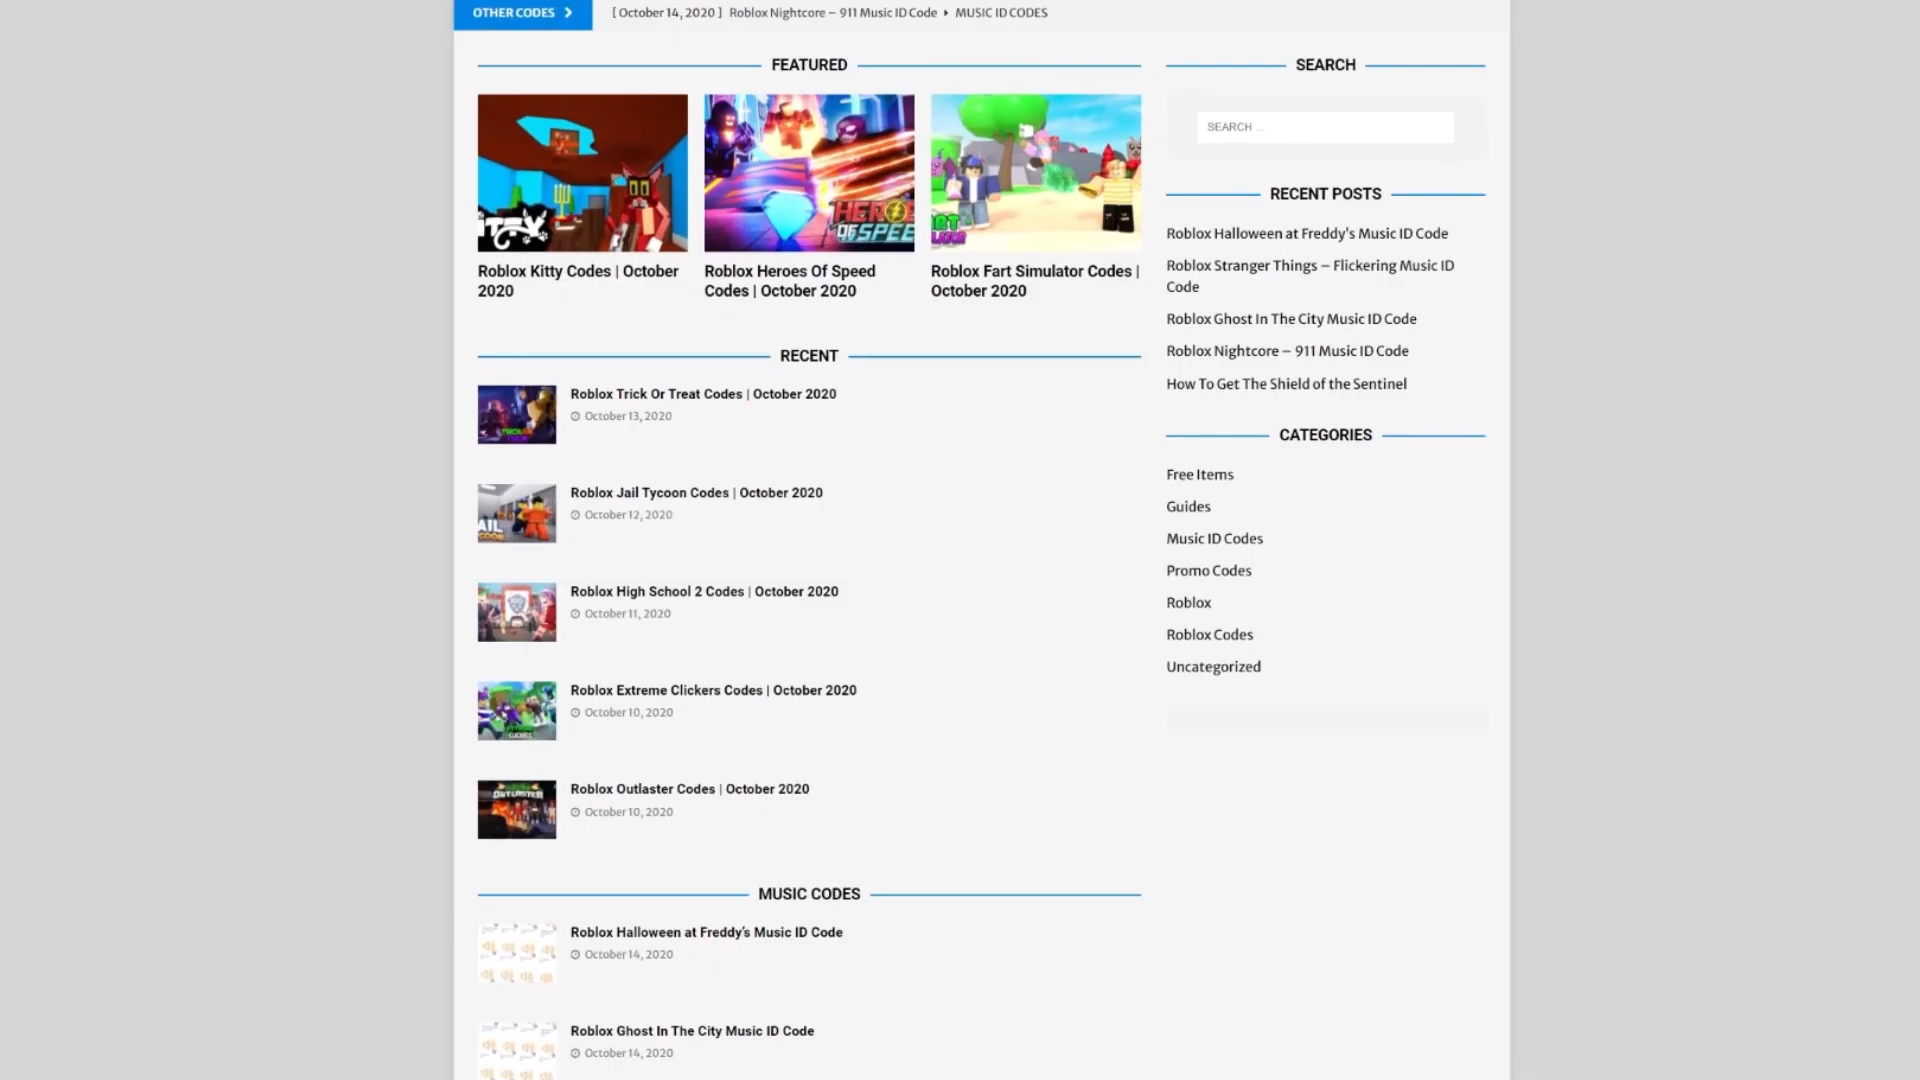 OTHER CODES
[ October 14, 2020 ] Roblox Nightcore – 911 Music ID Code MUSIC ID CODES
FEATURED
HEROES
OF SPEE
Roblox Kitty Codes | October
2020
Roblox Heroes Of Speed
Codes | October 2020
Roblox Fart Simulator Codes |
October 2020
RECENT
Roblox Trick Or Treat Codes | October 2020
October 13, 2020
Roblox Jail Tycoon Codes | October 2020
October 12, 2020
Roblox High School 2 Codes | October 2020
October 11, 2020
Roblox Extreme Clickers Codes | October 2020
October 10, 2020
OUTLASTER
Roblox Outlaster Codes | October 2020
October 10, 2020
MUSIC CODES
Roblox Halloween at Freddy’s Music ID Code
October 14, 2020
Roblox Ghost In The City Music ID Code
October 14, 2020
SEARCH
SEARCH …
RECENT POSTS
Roblox Halloween at Freddy’s Music ID Code
Roblox Stranger Things – Flickering Music ID
Code
Roblox Ghost In The City Music ID Code
Roblox Nightcore – 911 Music ID Code
How To Get The Shield of the Sentinel
CATEGORIES
Free Items
Guides
Music ID Codes
Promo Codes
Roblox
Roblox Codes
Uncategorized